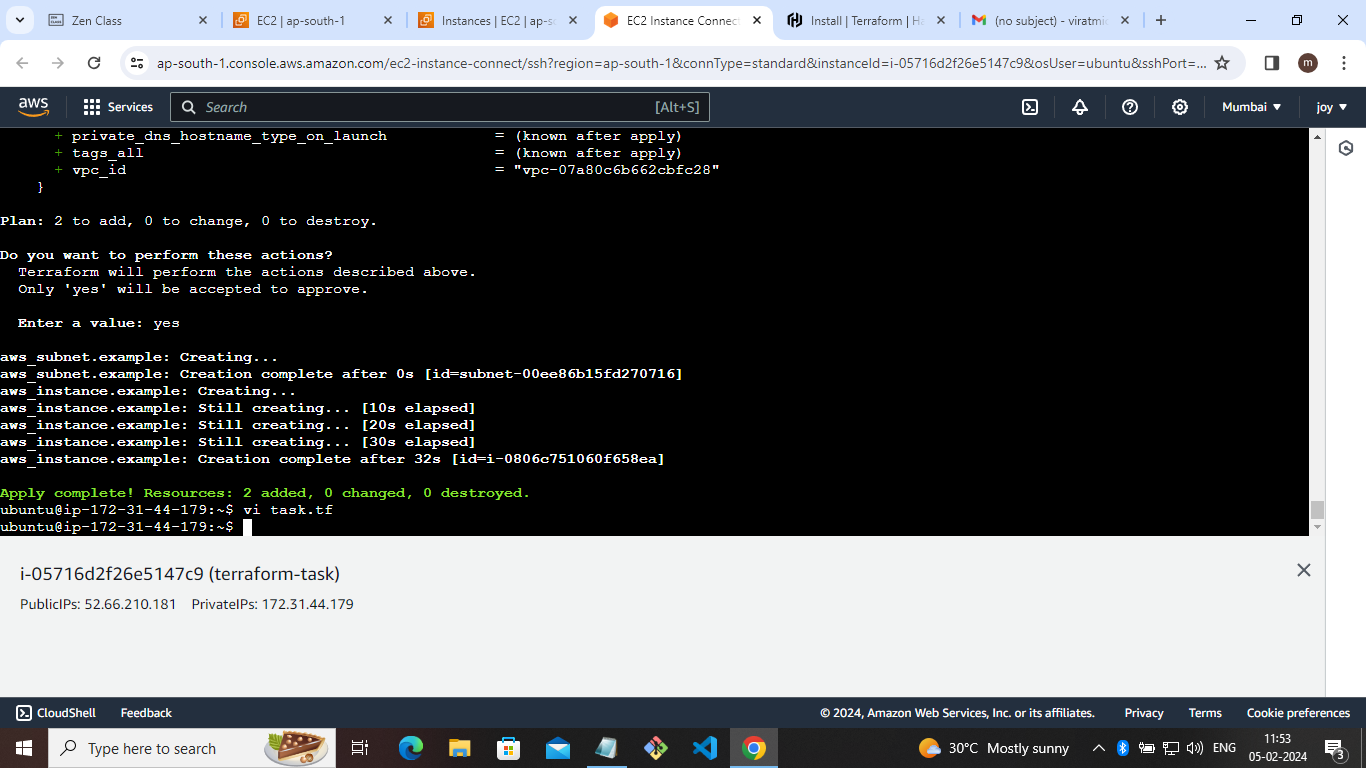 Zen Class
EC2 | ap-south-1
Instances | EC2 | ap-s
EC2 Instance Connect
Install | Terraform | Ha
(no subject) - viratmi
ap-south-1.console.aws.amazon.com/ec2-instance-connect/ssh?region=ap-south-1&connType=standard&instanceId=i-05716d2f26e5147c9&osUser=ubuntu&sshPort=...
m
aws
Services
Search
[Alt+S]
Mumbai
joy
+ private_dns_hostname_type_on_launch = (known after apply)
+ tags_all = (known after apply)
+ vpc_id = "vpc-07a80c6b662cbfc28"
}
Plan: 2 to add, 0 to change, 0 to destroy.
Do you want to perform these actions?
Terraform will perform the actions described above.
Only 'yes' will be accepted to approve.
Enter a value: yes
aws_subnet.example: Creating...
aws_subnet.example: Creation complete after 0s [id=subnet-00ee86b15fd270716]
aws_instance.example: Creating...
aws_instance.example: Still creating... [10s elapsed]
aws_instance.example: Still creating... [20s elapsed]
aws_instance.example: Still creating... [30s elapsed]
aws_instance.example: Creation complete after 32s [id=i-0806c751060f658ea]
Apply complete! Resources: 2 added, 0 changed, 0 destroyed.
ubuntu@ip-172-31-44-179:~$ vi task.tf
ubuntu@ip-172-31-44-179:~$
i-05716d2f26e5147c9 (terraform-task)
PublicIPs: 52.66.210.181 PrivateIPs: 172.31.44.179
CloudShell
Feedback
© 2024, Amazon Web Services, Inc. or its affiliates.
Privacy
Terms
Cookie preferences
Type here to search
30°C Mostly sunny
ENG
11:53
05-02-2024
3